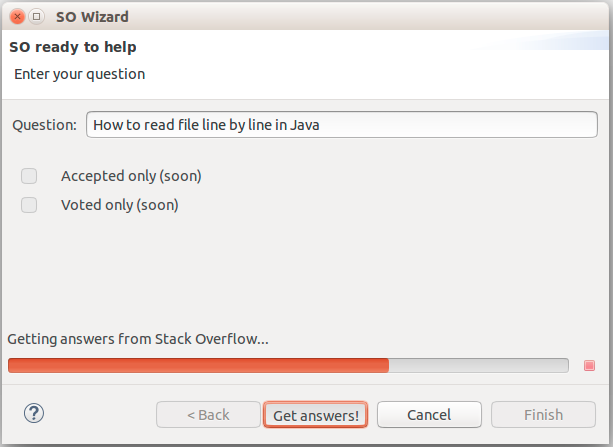 SO Wizard
SO ready to help
Enter your question
Question: How to read file line by line in Java
Accepted only (soon)
Voted only (soon)
Getting answers from Stack Overflow...
? < Back Get answers! Cancel Finish